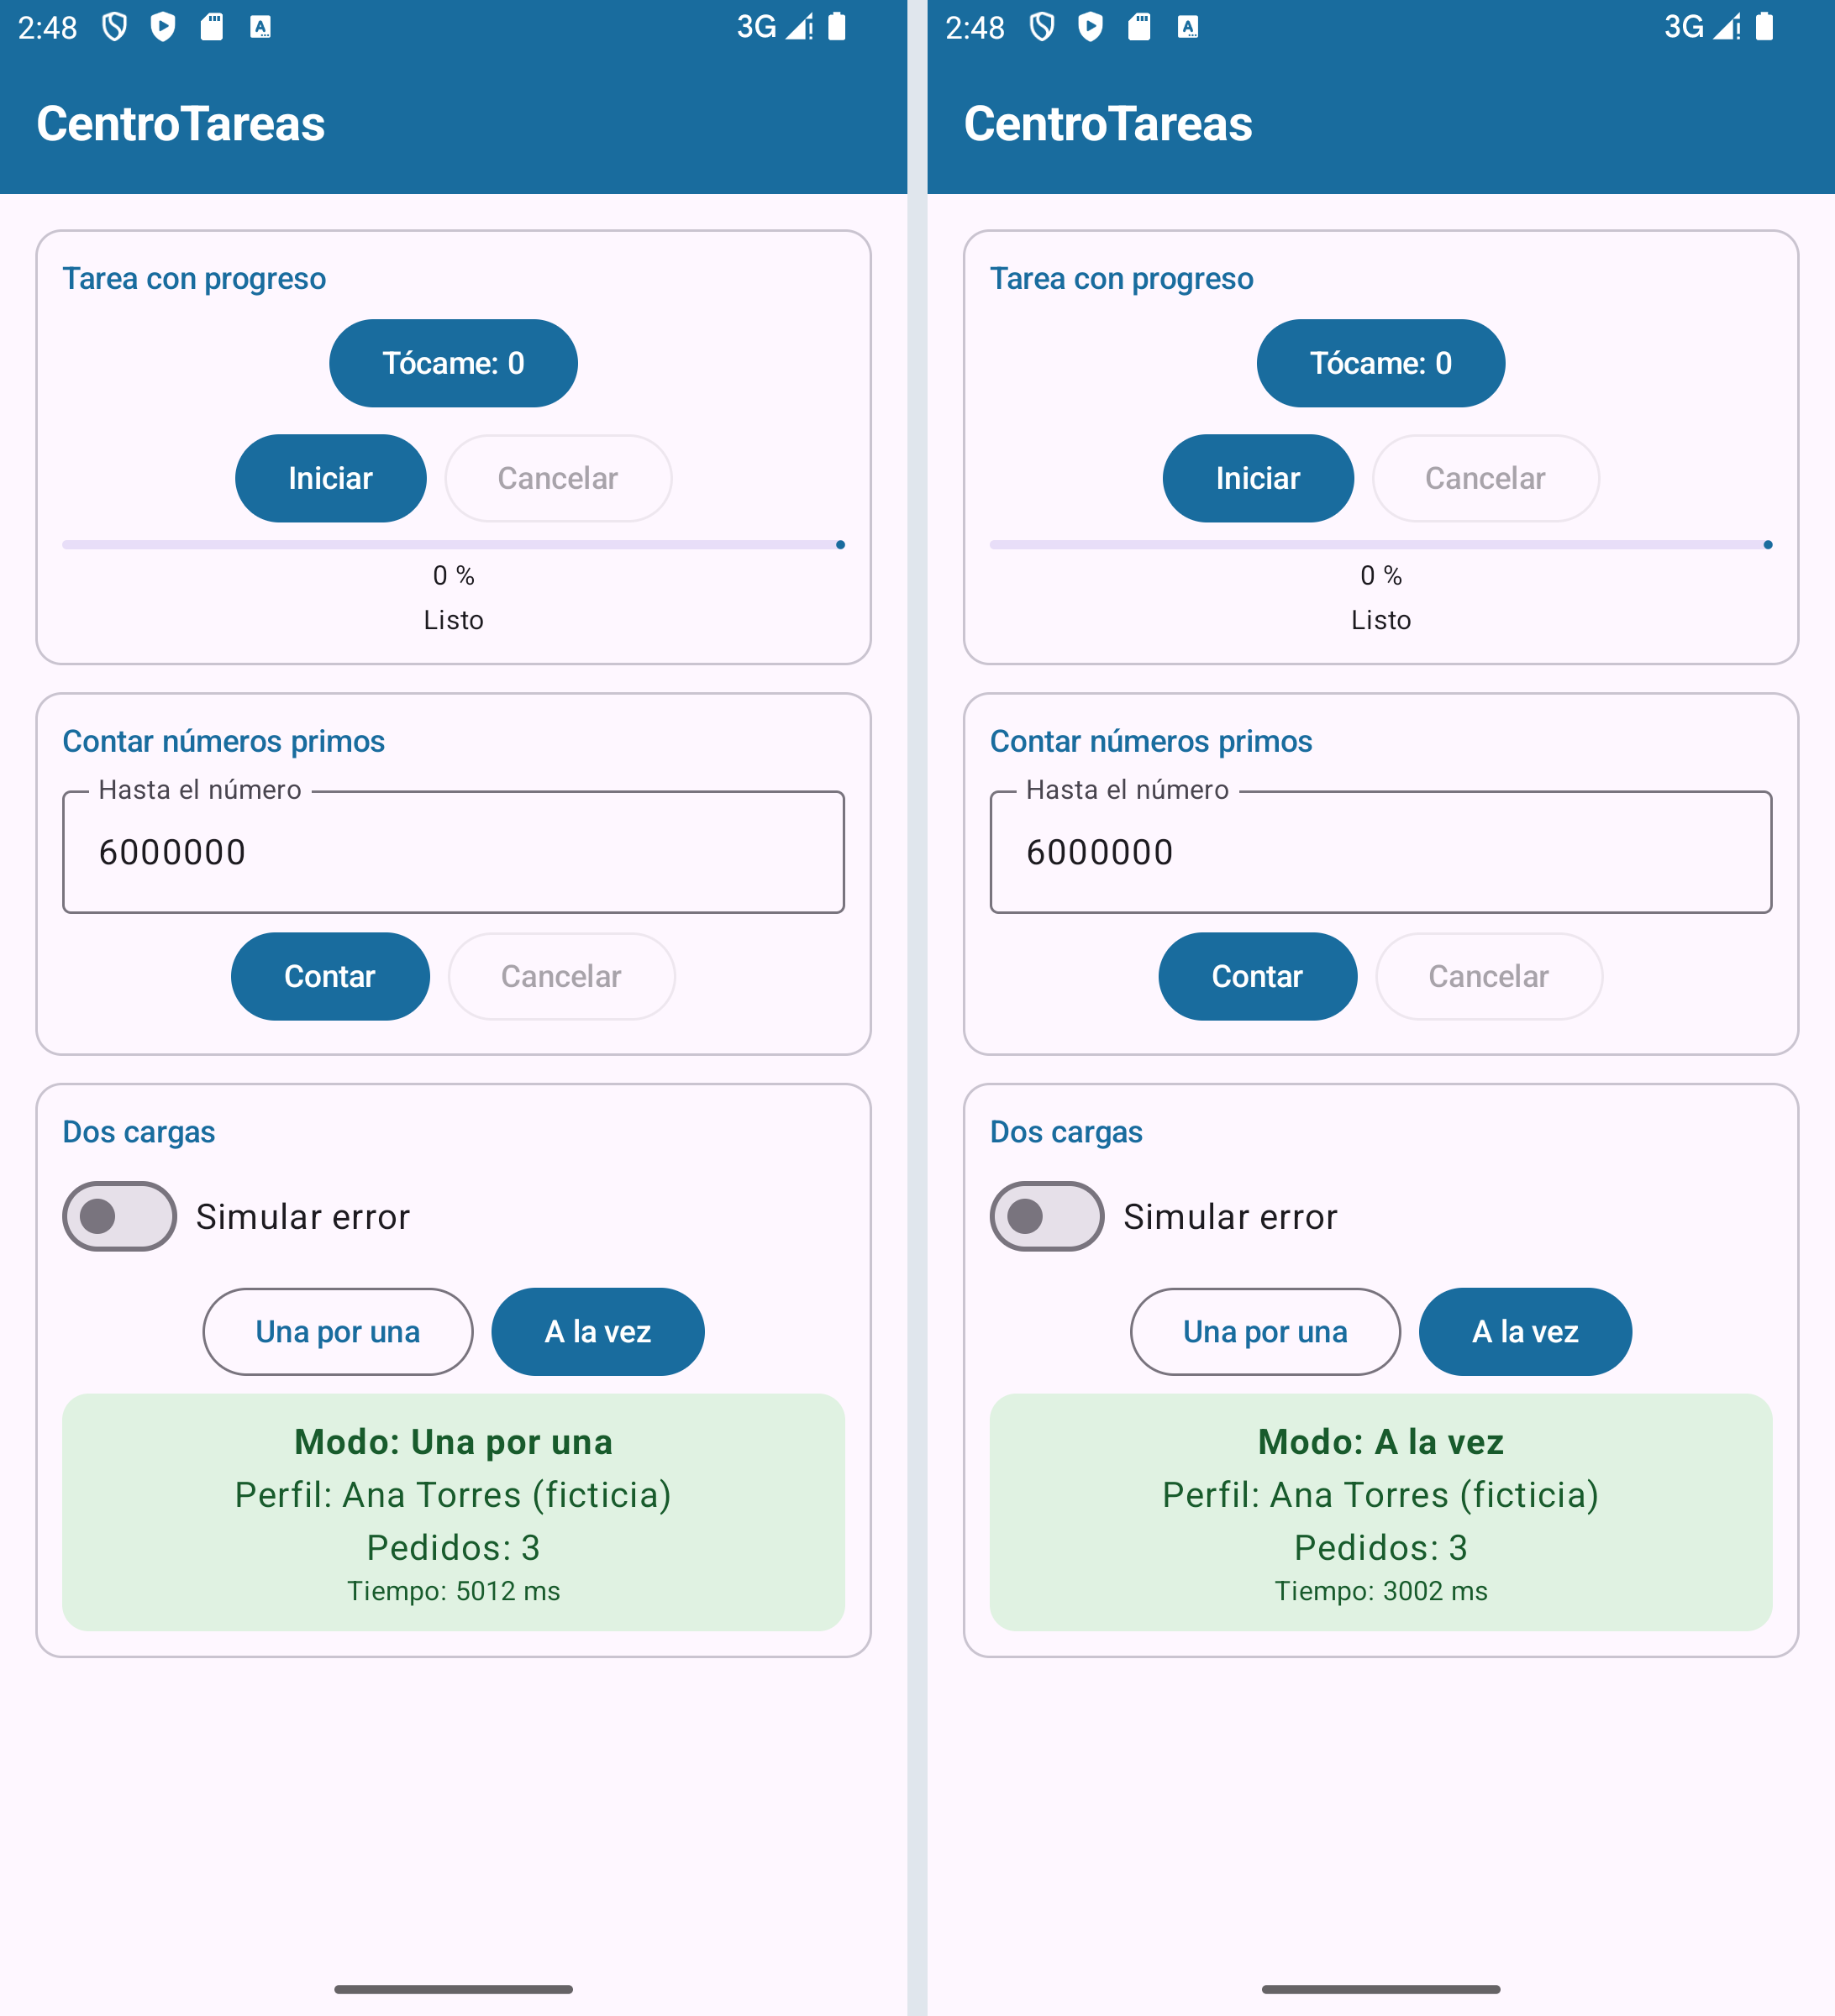 2:48
3G
CentroTareas
Tarea con progreso
Tócame: 0
Iniciar
Cancelar
0 %
Listo
Contar números primos
Hasta el número
6000000
Contar
Cancelar
Dos cargas
Simular error
Una por una
A la vez
Modo: Una por una
Perfil: Ana Torres (ficticia)
Pedidos: 3
Tiempo: 5012 ms
2:48
3G
CentroTareas
Tarea con progreso
Tócame: 0
Iniciar
Cancelar
0 %
Listo
Contar números primos
Hasta el número
6000000
Contar
Cancelar
Dos cargas
Simular error
Una por una
A la vez
Modo: A la vez
Perfil: Ana Torres (ficticia)
Pedidos: 3
Tiempo: 3002 ms